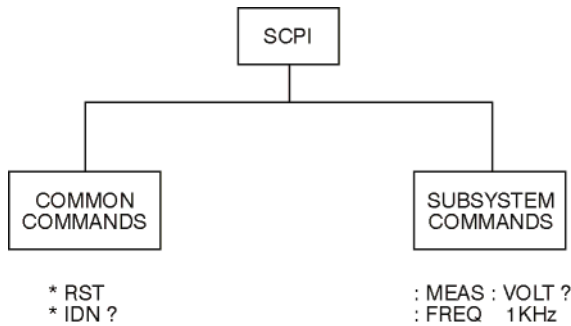 SCPI
COMMON
COMMANDS
SUBSYSTEM
COMMANDS
* RST
* IDN ?
: MEAS : VOLT ?
: FREQ 1KHz